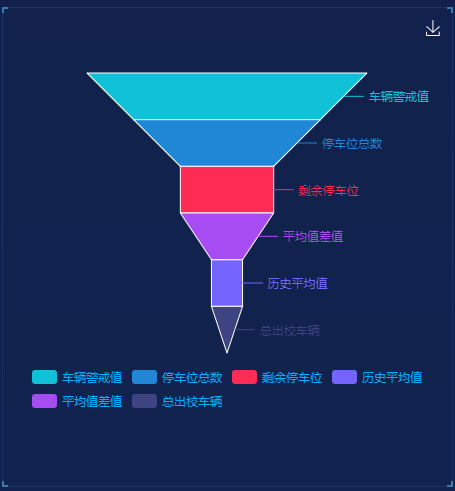 车辆警戒值
停车位总数
剩余停车位
平均值差值
历史平均值
总出校车辆
车辆警戒值 停车位总数 剩余停车位 历史平均值
平均值差值 总出校车辆